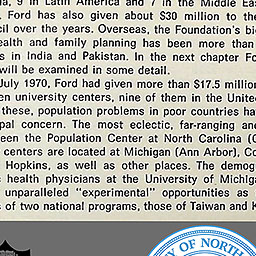 9 in Latin America and 7 in the Middle Eas
, Ford has also given about $30 million to the
cil over the years. Overseas, the Foundation's bi
ealth and family planning has been more than
s in India and Pakistan. In the next chapter Fo
will be examined in some detail.
July 1970, Ford had given more than $17.5 million
en university centers, nine of them in the United
these, population problems in poor countries ha
pal concern. The most eclectic, far-ranging an
een the Population Center at North Carolina (C
centers are located at Michigan (Ann Arbor), Co
Hopkins, as well as other places. The demog
c health physicians at the University of Michiga
unparalleled "experimental" opportunities as
s of two national programs, those of Taiwan and K
Y OF NORTH